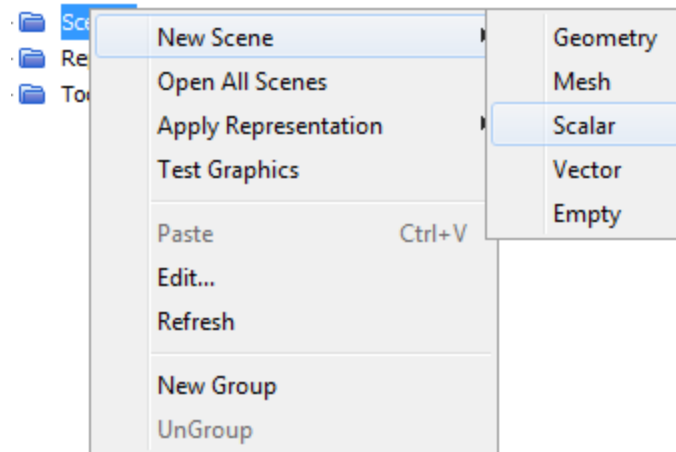 New Scene
Open All Scenes
Apply Representation
Test Graphics
Paste Ctrl+V
Edit...
Refresh
New Group
UnGroup
Geometry
Mesh
Scalar
Vector
Empty